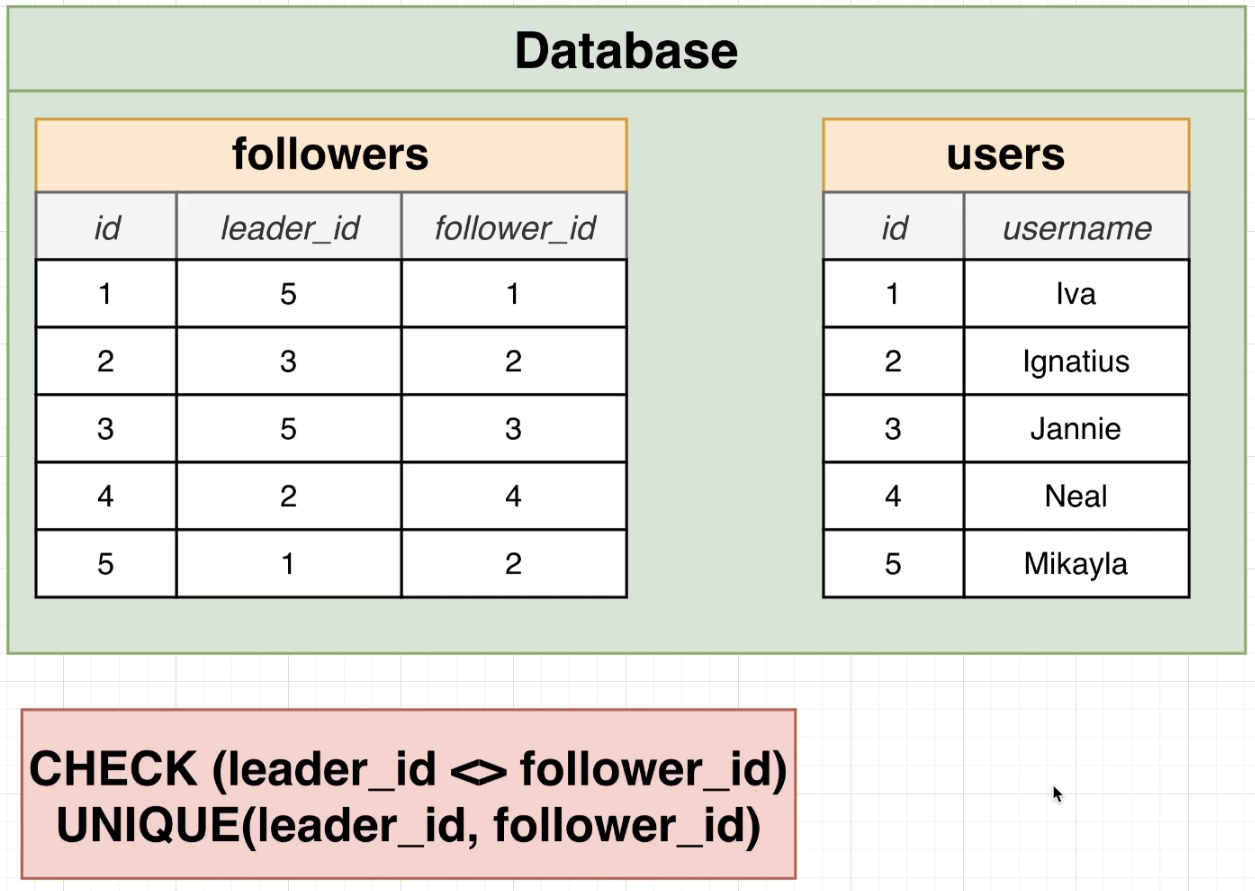 Database
followers
id leader_id follower_id
1 5 1
2 3 2
3 5 3
4 2 4
5 1 2
users
id username
1 Iva
2 Ignatius
3 Jannie
4 Neal
5 Mikayla
CHECK (leader_id <> follower_id)
UNIQUE(leader_id, follower_id)